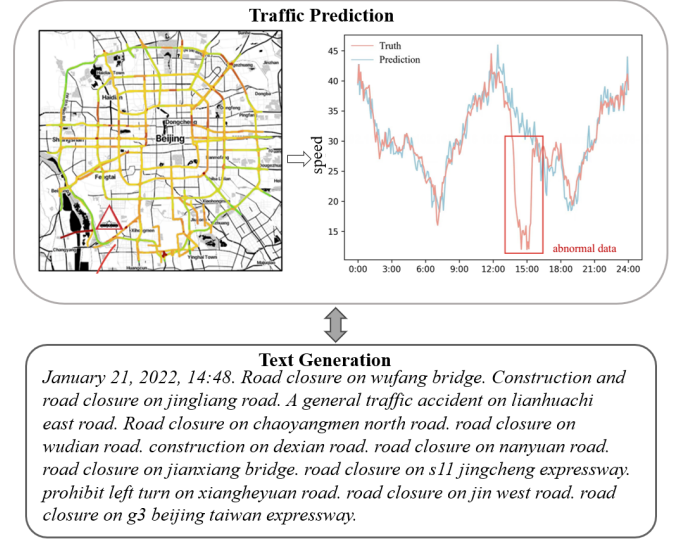 Traffic Prediction
Haidian
Dongcheng
Beijing
Fengtai
speed
45
40
35
30
25
20
15
Truth
Prediction
abnormal data
0:00 3:00 6:00 9:00 12:00 15:00 18:00 21:00 24:00
Text Generation
January 21, 2022, 14:48. Road closure on wufang bridge. Construction and
road closure on jingliang road. A general traffic accident on lianhuachi
east road. Road closure on chaoyangmen north road. road closure on
wudian road. construction on dexian road. road closure on nanyuan road.
road closure on jianxiang bridge. road closure on s11 jingcheng expressway.
prohibit left turn on xiangheyuan road. road closure on jin west road. road
closure on g3 beijing taiwan expressway.